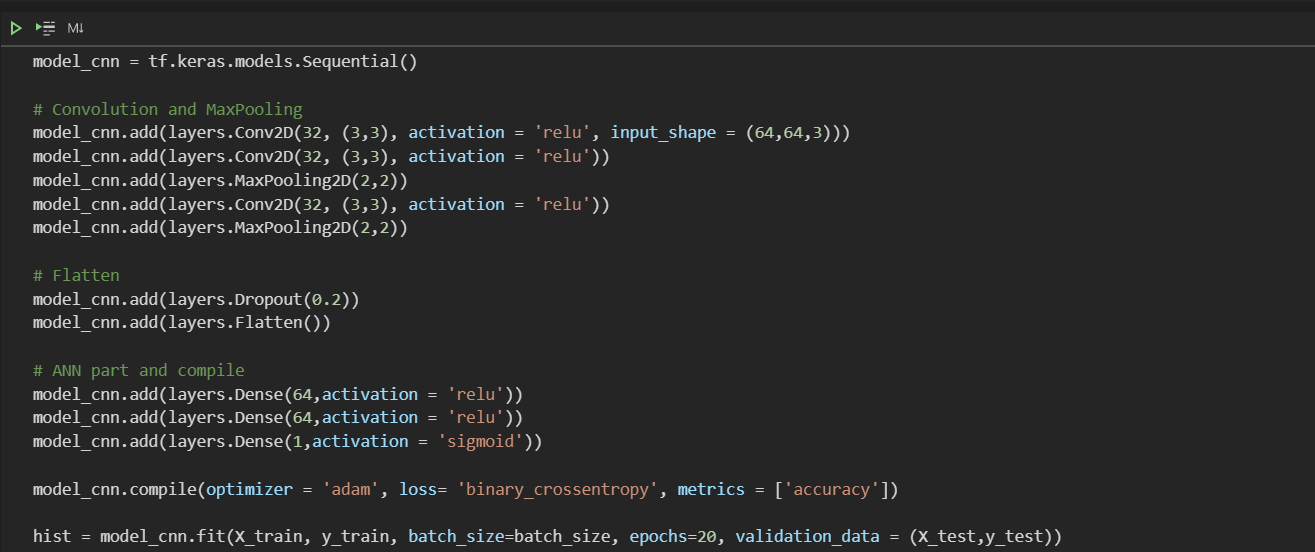 M↓
model_cnn = tf.keras.models.Sequential()
# Convolution and MaxPooling
model_cnn.add(layers.Conv2D(32, (3,3), activation = 'relu', input_shape = (64,64,3)))
model_cnn.add(layers.Conv2D(32, (3,3), activation = 'relu'))
model_cnn.add(layers.MaxPooling2D(2,2))
model_cnn.add(layers.Conv2D(32, (3,3), activation = 'relu'))
model_cnn.add(layers.MaxPooling2D(2,2))
# Flatten
model_cnn.add(layers.Dropout(0.2))
model_cnn.add(layers.Flatten())
# ANN part and compile
model_cnn.add(layers.Dense(64,activation = 'relu'))
model_cnn.add(layers.Dense(64,activation = 'relu'))
model_cnn.add(layers.Dense(1,activation = 'sigmoid'))
model_cnn.compile(optimizer = 'adam', loss= 'binary_crossentropy', metrics = ['accuracy'])
hist = model_cnn.fit(X_train, y_train, batch_size=batch_size, epochs=20, validation_data = (X_test,y_test))